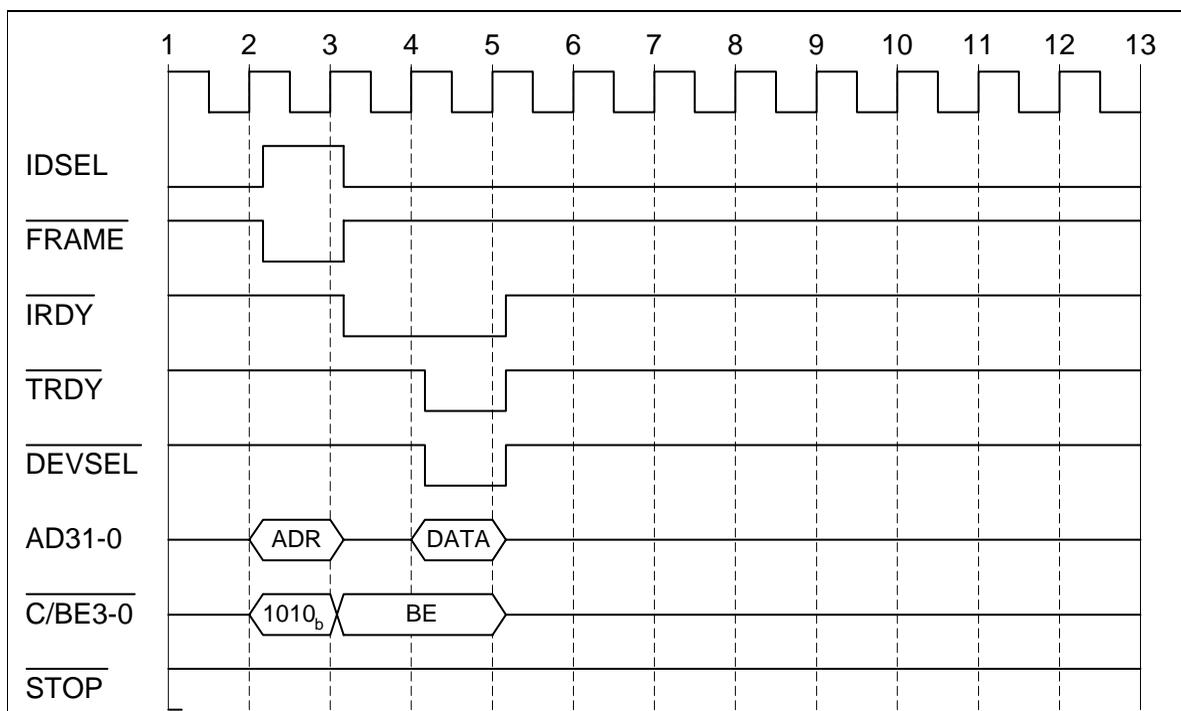 1 2 3 4 5 6 7 8 9 10 11 12 13
IDSEL
FRAME
IRDY
TRDY
DEVSEL
AD31-0 ADR DATA
C/BE3-0 1010b BE
STOP